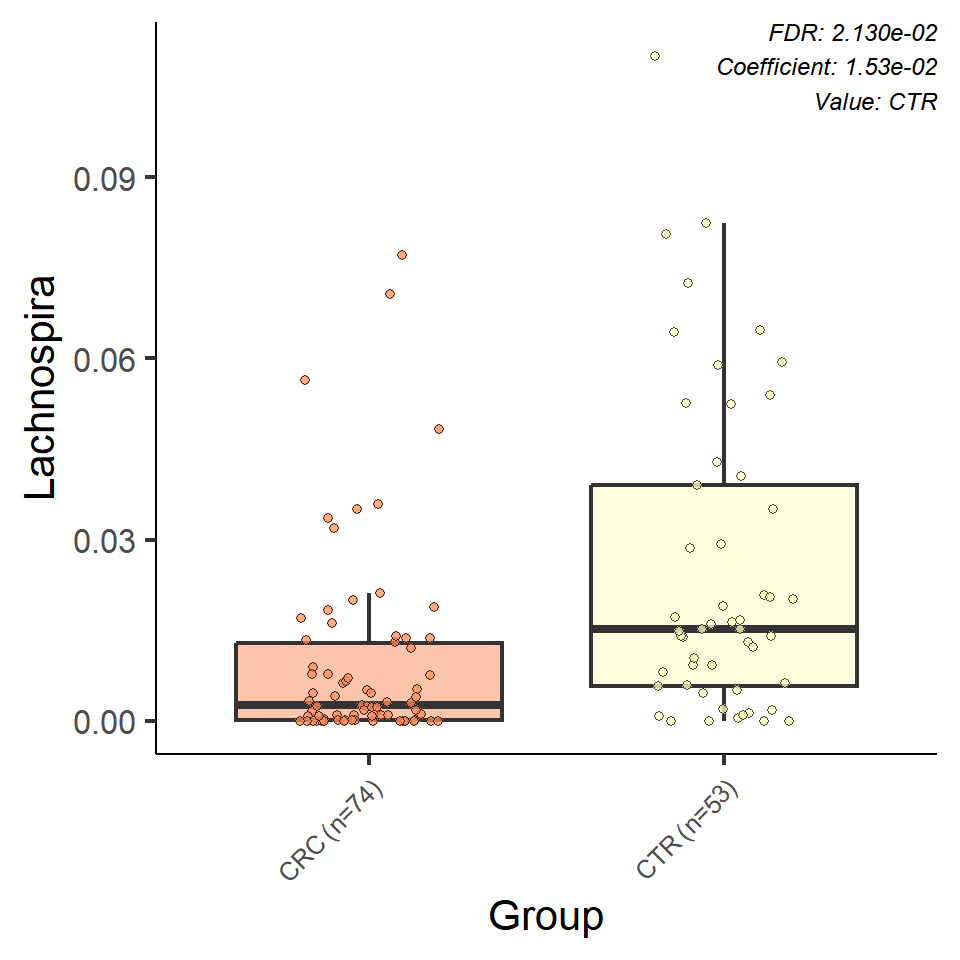 FDR: 2.130e-02
Coefficient: 1.53e-02
Value: CTR
0.09
0.06
0.03
0.00
Lachnospira
CRC (n=74)
CTR (n=53)
Group